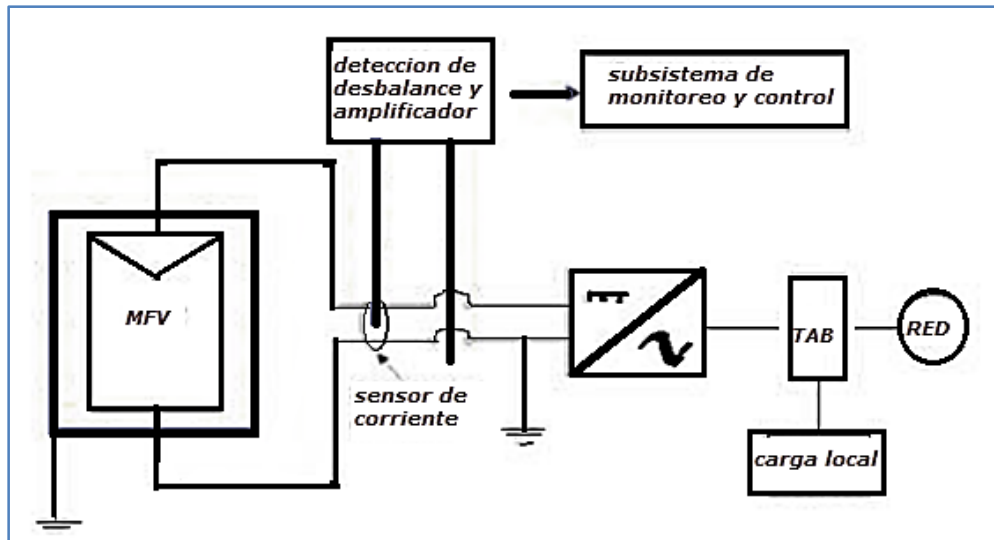 deteccion de
desbalance y
amplificador
subsistema de
monitoreo y control
MFV
sensor de
corriente
TAB
RED
carga local